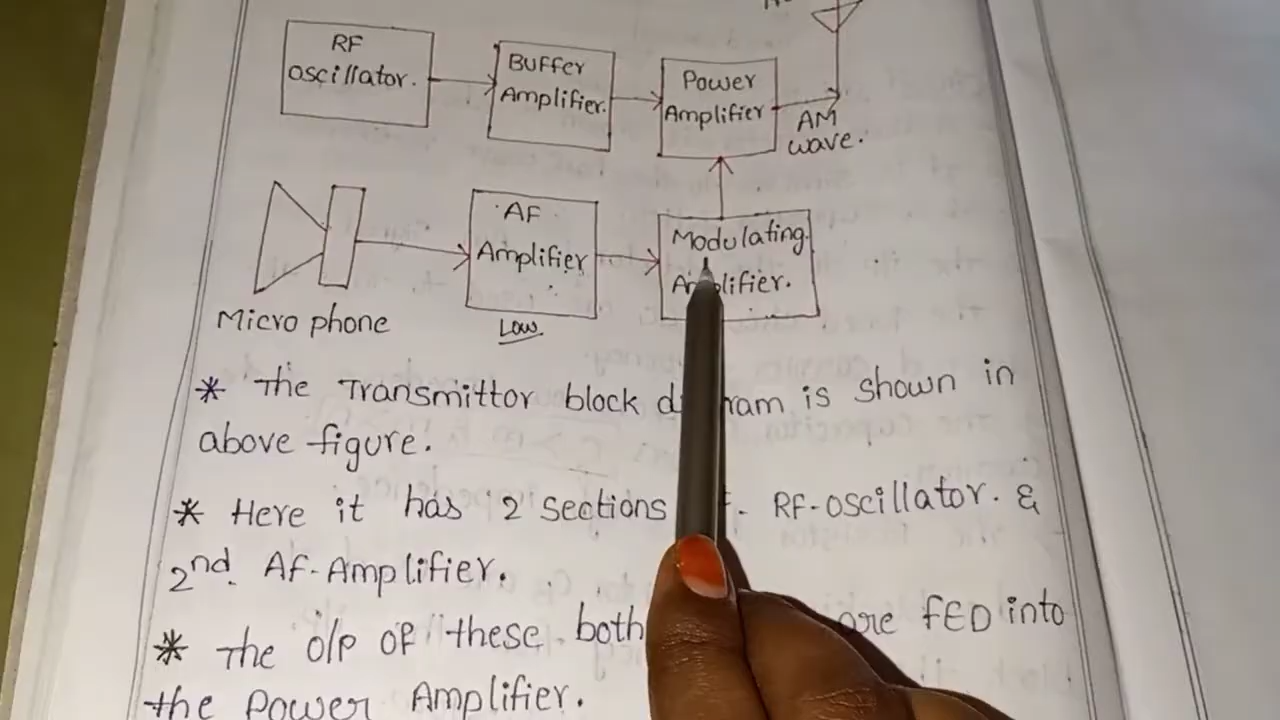 RF
oscillator.
Buffer
Amplifier.
Power
Amplifier
AM
wave.
AF
Amplifier
Low
Modulating
Amplifier.
Micro phone
* The Transmittor block diagram is shown in
above figure.
* Here it has 2 sections RF-oscillator. &
2nd. Af-Amplifier.
* The o/p of these both are FED into
the Power Amplifier.